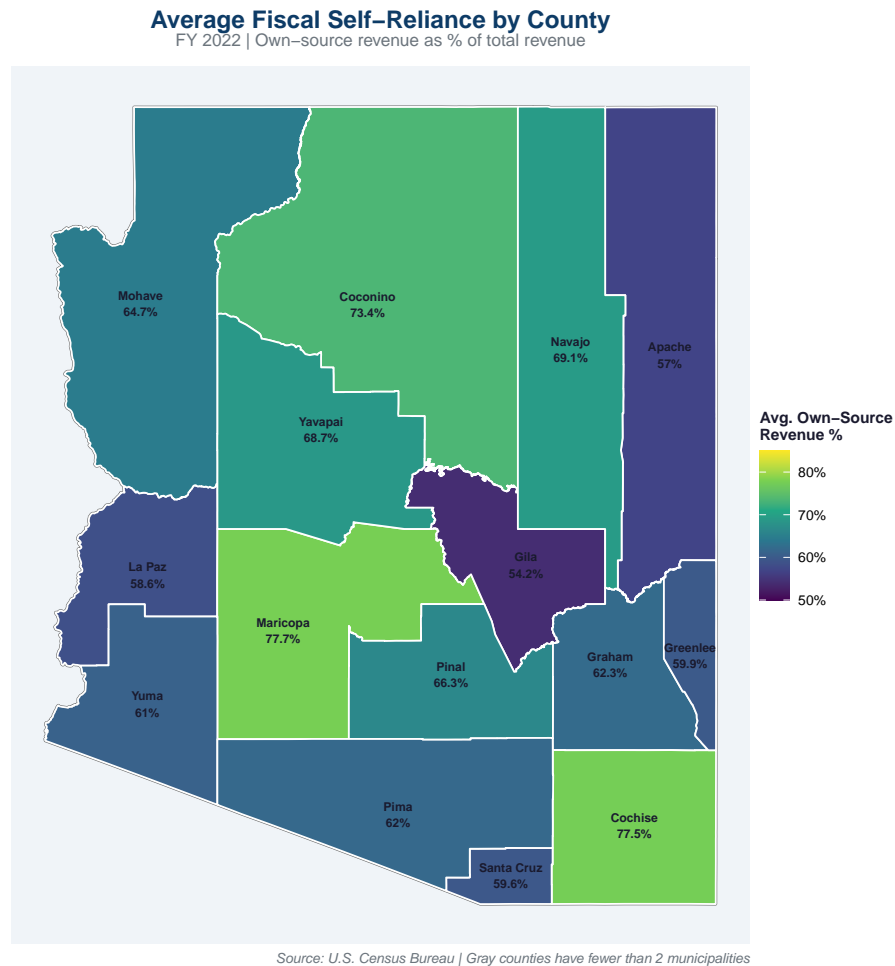 Average Fiscal Self−Reliance by County
FY 2022 | Own−source revenue as % of total revenue
Mohave
64.7%
Coconino
73.4%
Navajo
69.1%
Apache
57%
Yavapai
68.7%
Avg. Own−Source
Revenue %
80%
70%
60%
50%
La Paz
58.6%
Gila
54.2%
Maricopa
77.7%
Pinal
66.3%
Graham
62.3%
Greenlee
59.9%
Yuma
61%
Pima
62%
Cochise
77.5%
Santa Cruz
59.6%
Source: U.S. Census Bureau | Gray counties have fewer than 2 municipalities